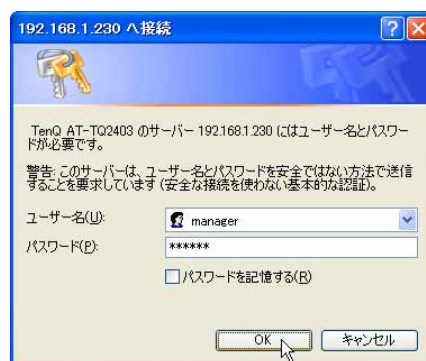 192.168.1.230 へ接続
TenQ AT-TQ2403 のサーバー 192.168.1.230 にはユーザー名とパスワー
ドが必要です。
警告: このサーバーは、ユーザー名とパスワードを安全ではない方法で送信
することを要求しています (安全な接続を使わない基本的な認証)。
ユーザー名(U):
manager
パスワード(P):
******
パスワードを記憶する(R)
OK
キャンセル